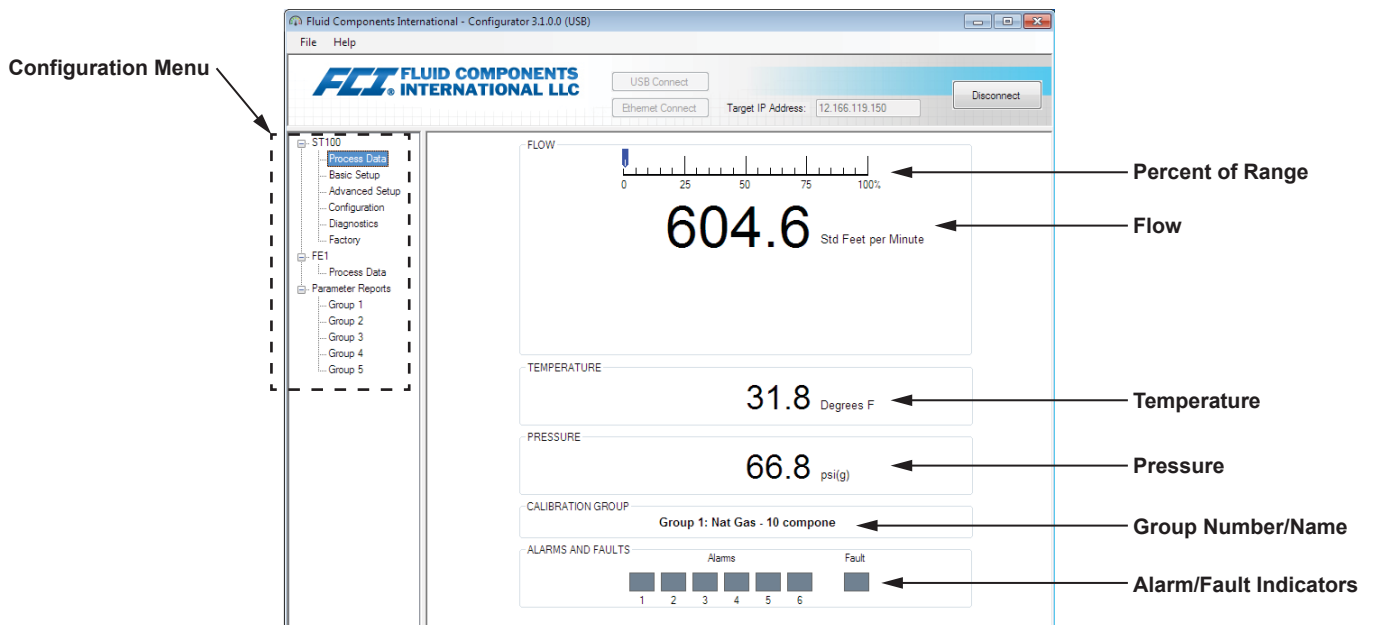 Fluid Components International - Configurator 3.1.0.0 (USB)
File Help
Configuration Menu
FCI® FLUID COMPONENTS
INTERNATIONAL LLC
USB Connect
Ethernet Connect
Target IP Address: 12.166.119.150
Disconnect
ST100
Process Data
Basic Setup
Advanced Setup
Configuration
Diagnostics
Factory
FE1
Process Data
Parameter Reports
Group 1
Group 2
Group 3
Group 4
Group 5
FLOW
0 25 50 75 100%
Percent of Range
604.6 Std Feet per Minute
Flow
TEMPERATURE
31.8 Degrees F
Temperature
PRESSURE
66.8 psi(g)
Pressure
CALIBRATION GROUP
Group 1: Nat Gas - 10 compone
Group Number/Name
ALARMS AND FAULTS
Alarms Fault
1 2 3 4 5 6
Alarm/Fault Indicators